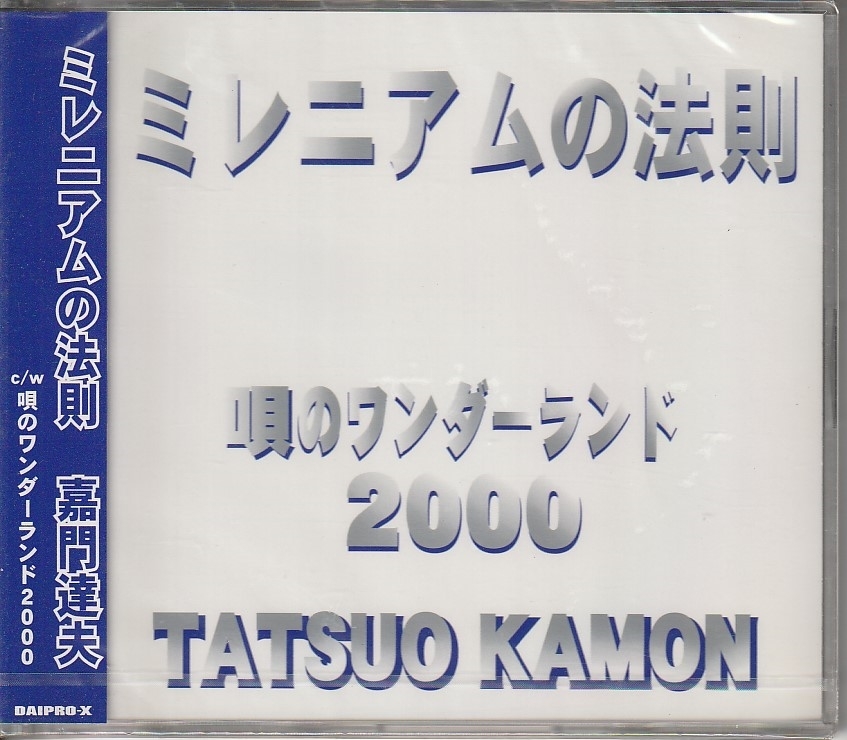 ミレニアムの法則 嘉門達夫
c/w 唄のワンダーランド2000
DAIPRO-X
ミレニアムの法則
唄のワンダーランド
2000
TATSUO KAMON